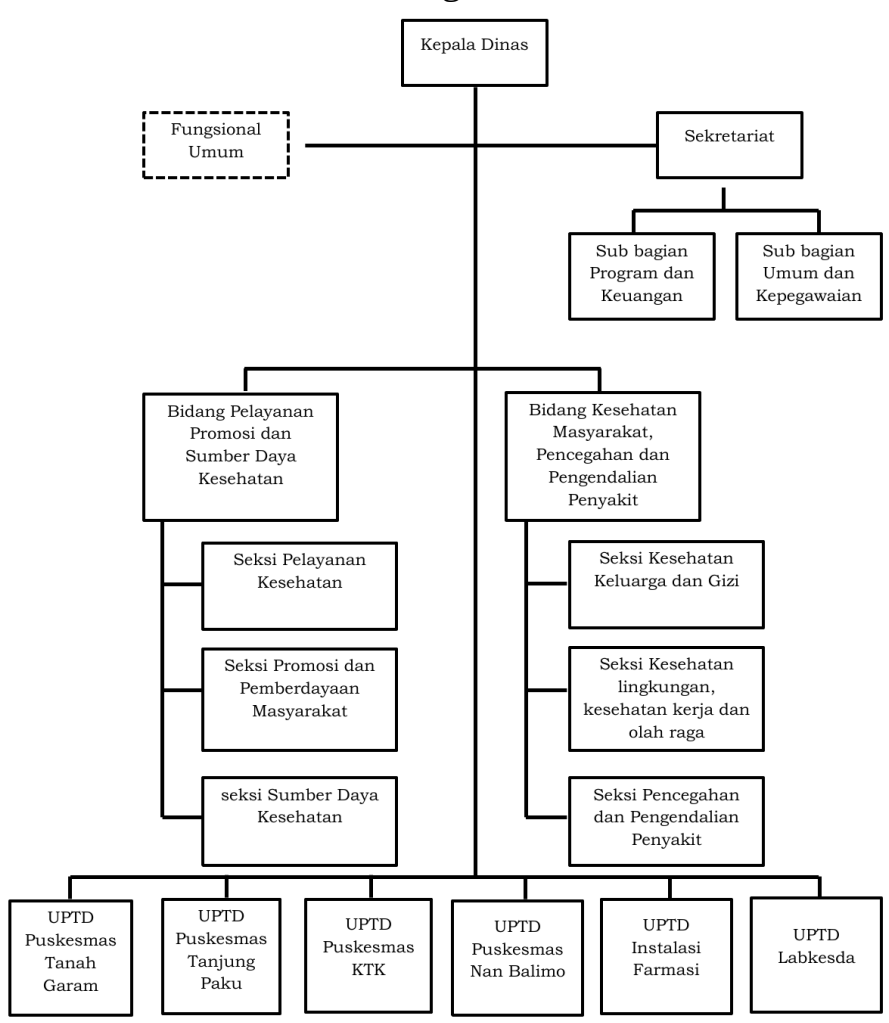 Kepala Dinas
Fungsional
Umum
Sekretariat
Sub bagian
Program dan
Keuangan
Sub bagian
Umum dan
Kepegawaian
Bidang Pelayanan
Promosi dan
Sumber Daya
Kesehatan
Bidang Kesehatan
Masyarakat,
Pencegahan dan
Pengendalian
Penyakit
Seksi Pelayanan
Kesehatan
Seksi Promosi dan
Pemberdayaan
Masyarakat
seksi Sumber Daya
Kesehatan
Seksi Kesehatan
Keluarga dan Gizi
Seksi Kesehatan
lingkungan,
kesehatan kerja dan
olah raga
Seksi Pencegahan
dan Pengendalian
Penyakit
UPTD
Puskesmas
Tanah
Garam
UPTD
Puskesmas
Tanjung
Paku
UPTD
Puskesmas
KTK
UPTD
Puskesmas
Nan Balimo
UPTD
Instalasi
Farmasi
UPTD
Labkesda